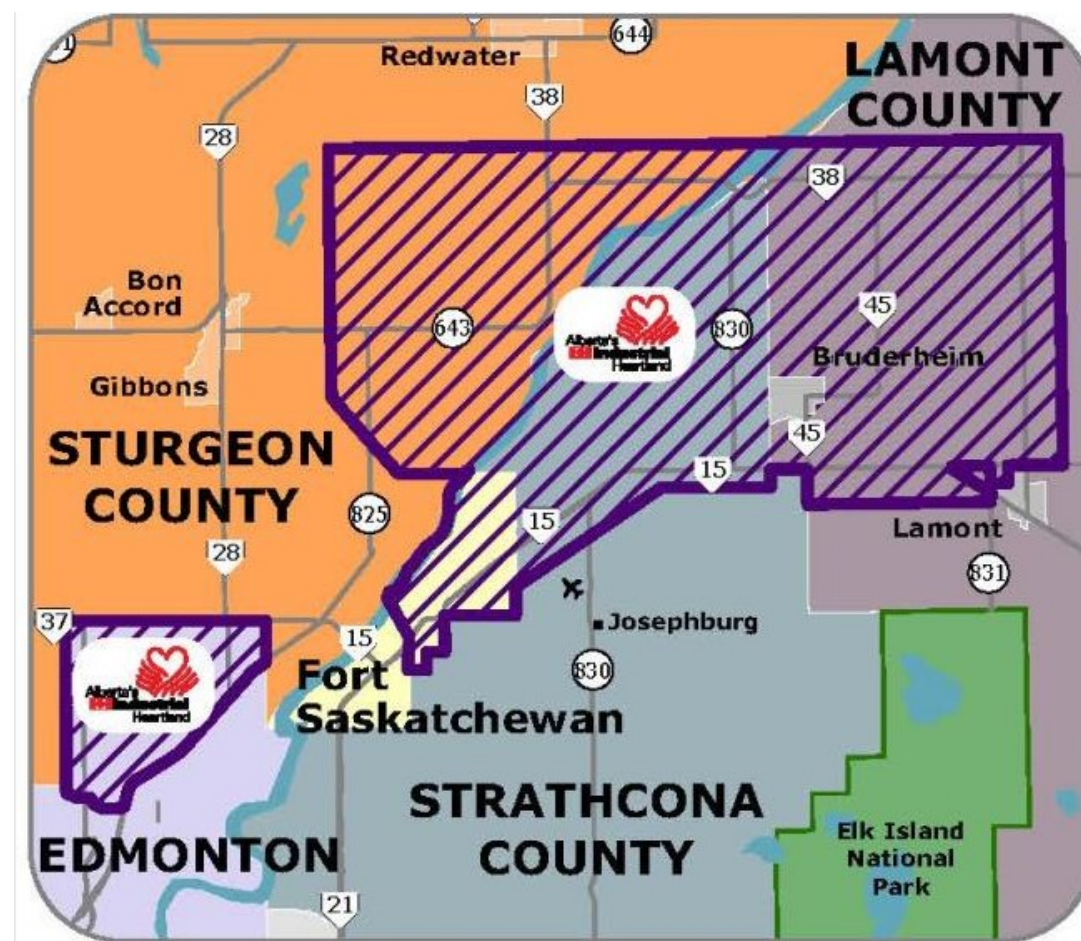 644
Redwater
LAMONT
COUNTY
38
28
38
Bon
Accord
45
643
Alberta's
Industrial
Heartland
830
Bruderheim
Gibbons
45
STURGEON
COUNTY
15
825
15
Lamont
28
831
37
Josephburg
15
Alberta's
Industrial
Heartland
Fort
Saskatchewan
830
STRATHCONA
COUNTY
EDMONTON
Elk Island
National
Park
21